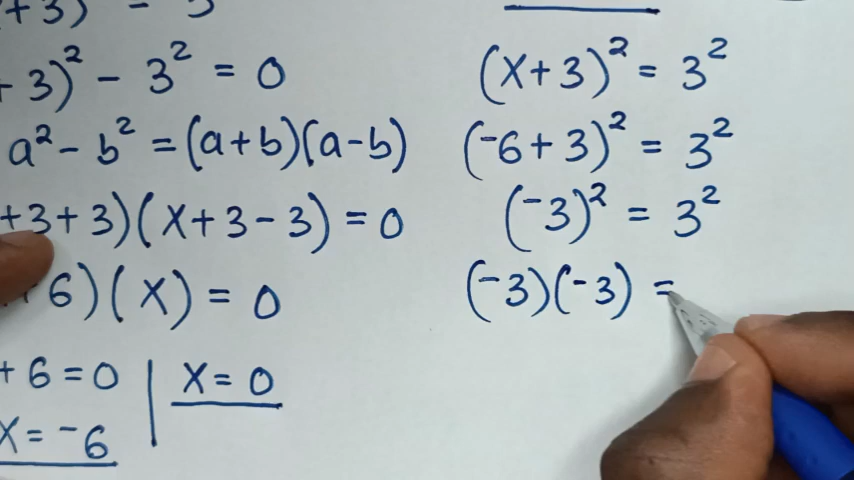 +3) - 3
+ 3)² - 3² = 0
a² - b² = (a+b)(a-b)
+3+3)(x+3-3) = 0
6)(x) = 0
+ 6 = 0 | x = 0
x = ⁻6
(x+3)² = 3²
(⁻6+3)² = 3²
(⁻3)² = 3²
(⁻3)(⁻3) =